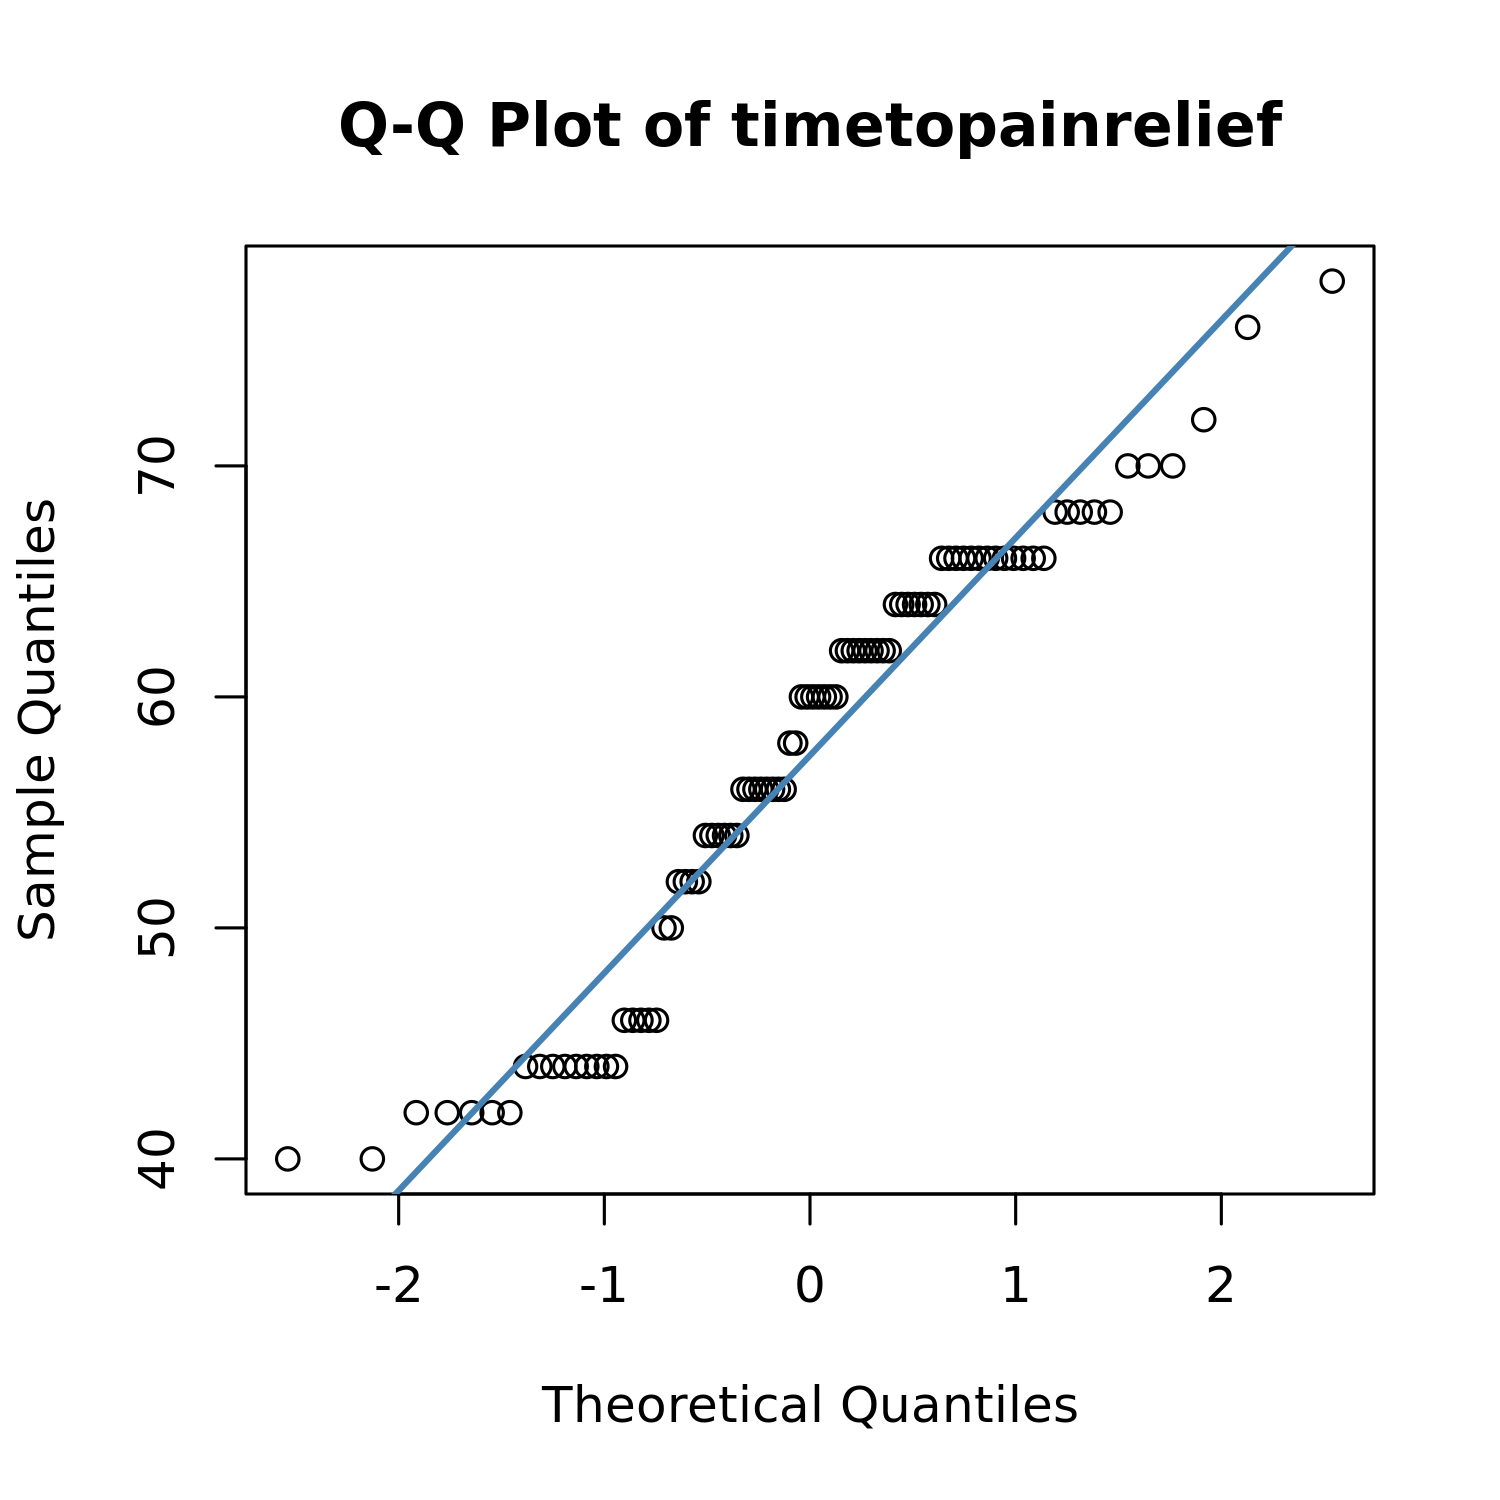 Q-Q Plot of timetopainrelief
Sample Quantiles
70
60
50
40
-2 -1 0 1 2
Theoretical Quantiles